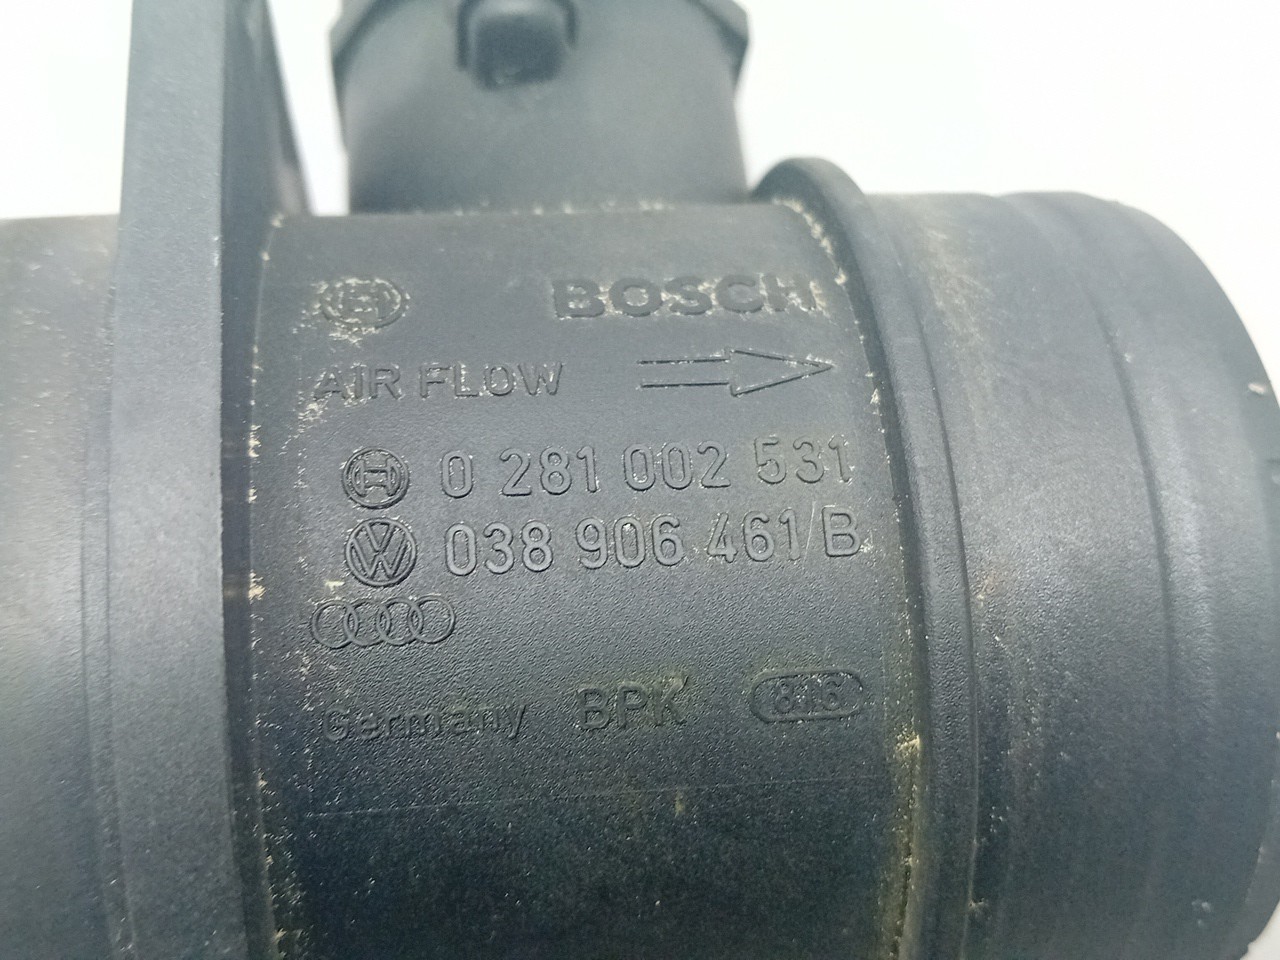 BOSCH
AIR FLOW
0 281 002 531
038 906 461/B
Germany BPK 816